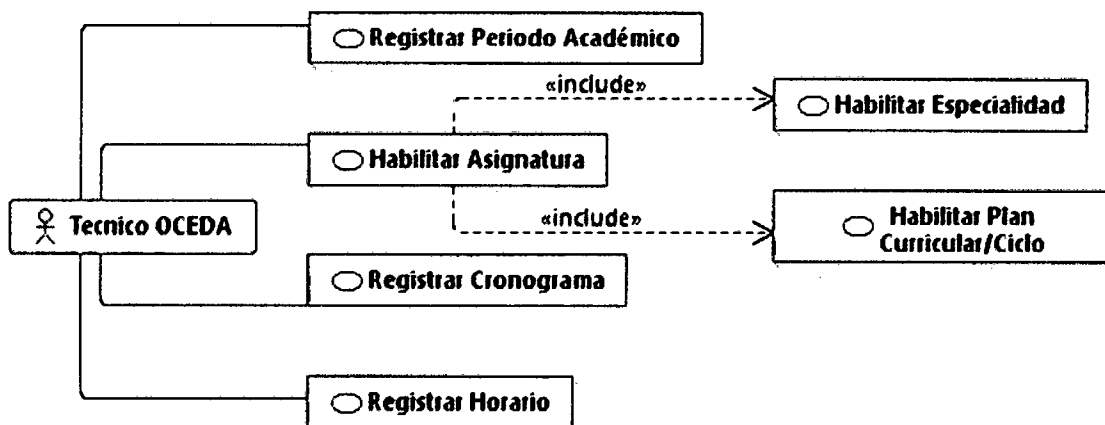 Registrar Periodo Académico
«include»
Habilitar Especialidad
Habilitar Asignatura
Tecnico OCEDA
«include»
Habilitar Plan
Curricular/Ciclo
Registrar Cronograma
Registrar Horario